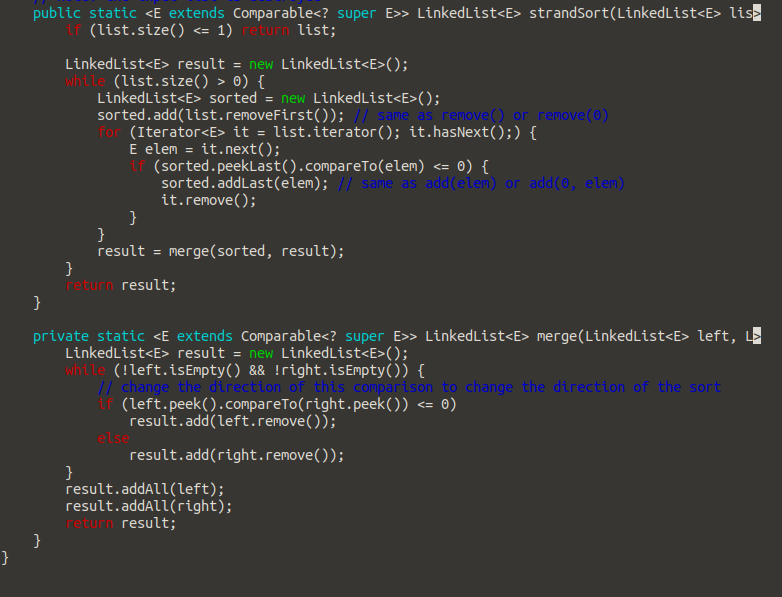 public static <E extends Comparable<? super E>> LinkedList<E> strandSort(LinkedList<E> lis>
if (list.size() <= 1) return list;
LinkedList<E> result = new LinkedList<E>();
while (list.size() > 0) {
LinkedList<E> sorted = new LinkedList<E>();
sorted.add(list.removeFirst()); // same as remove() or remove(0)
for (Iterator<E> it = list.iterator(); it.hasNext();) {
E elem = it.next();
if (sorted.peekLast().compareTo(elem) <= 0) {
sorted.addLast(elem); // same as add(elem) or add(0, elem)
it.remove();
}
}
result = merge(sorted, result);
}
return result;
}
private static <E extends Comparable<? super E>> LinkedList<E> merge(LinkedList<E> left, L>
LinkedList<E> result = new LinkedList<E>();
while (!left.isEmpty() && !right.isEmpty()) {
// change the direction of this comparison to change the direction of the sort
if (left.peek().compareTo(right.peek()) <= 0)
result.add(left.remove());
else
result.add(right.remove());
}
result.addAll(left);
result.addAll(right);
return result;
}
}